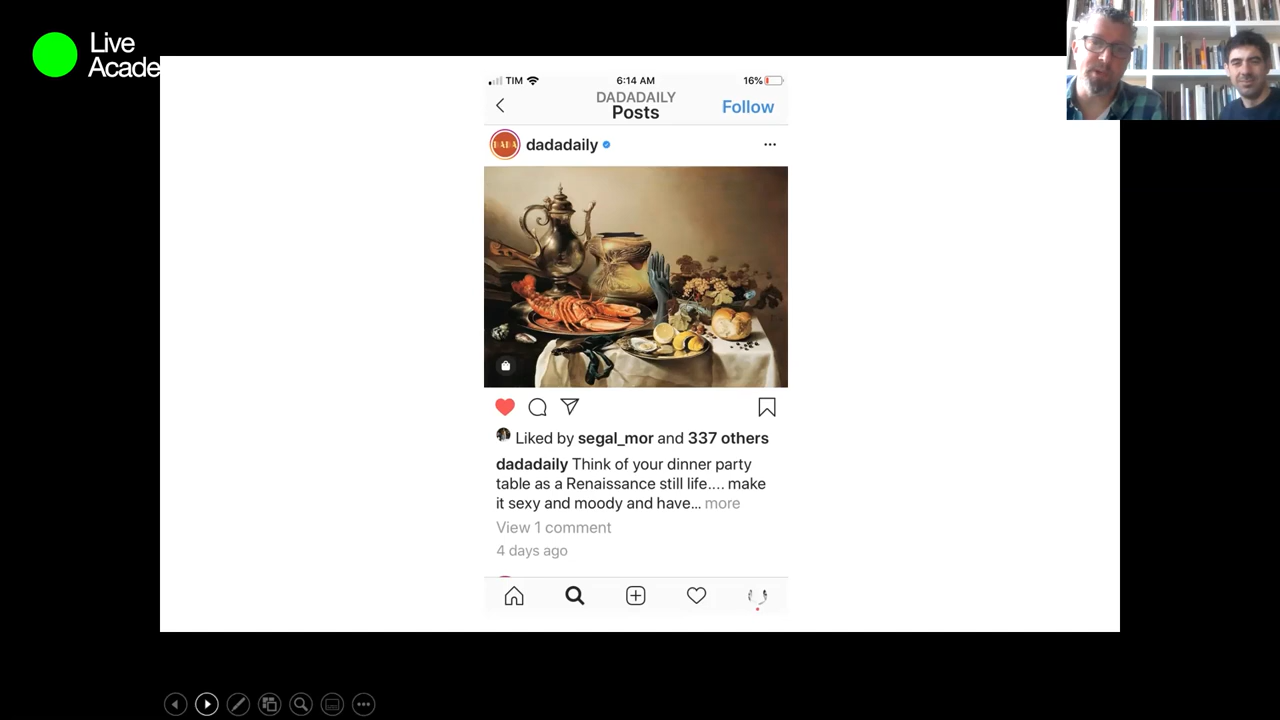 Live
Acade
TIM 6:14 AM 16%
DADADAILY
Posts
Follow
DADA
dadadaily
Liked by segal_mor and 337 others
dadadaily Think of your dinner party
table as a Renaissance still life.... make
it sexy and moody and have... more
View 1 comment
4 days ago